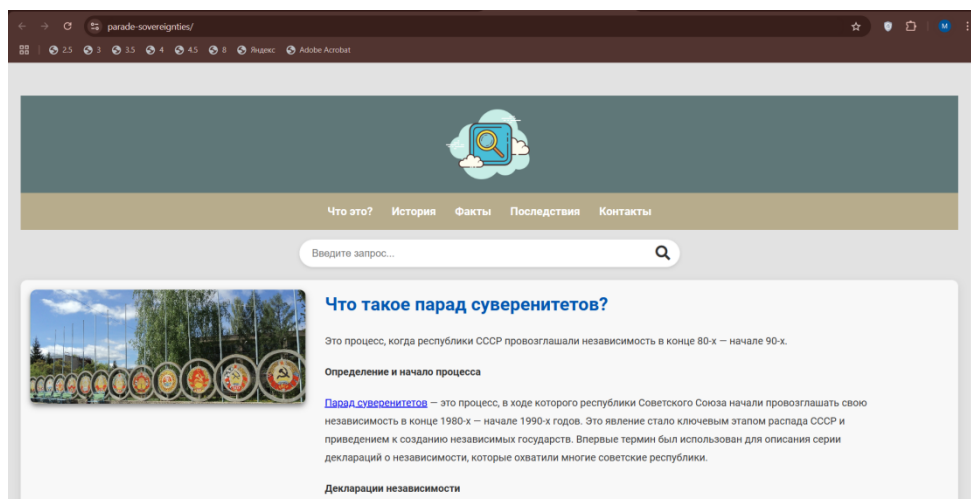 parade-sovereignties/
2.5 3 3.5 4 4.5 8 Яндекс Adobe Acrobat
M
Что это? История Факты Последствия Контакты
Введите запрос...
Что такое парад суверенитетов?
Это процесс, когда республики СССР провозглашали независимость в конце 80-х — начале 90-х.
Определение и начало процесса
Парад суверенитетов — это процесс, в ходе которого республики Советского Союза начали провозглашать свою
независимость в конце 1980-х — начале 1990-х годов. Это явление стало ключевым этапом распада СССР и
приведением к созданию независимых государств. Впервые термин был использован для описания серии
деклараций о независимости, которые охватили многие советские республики.
Декларации независимости